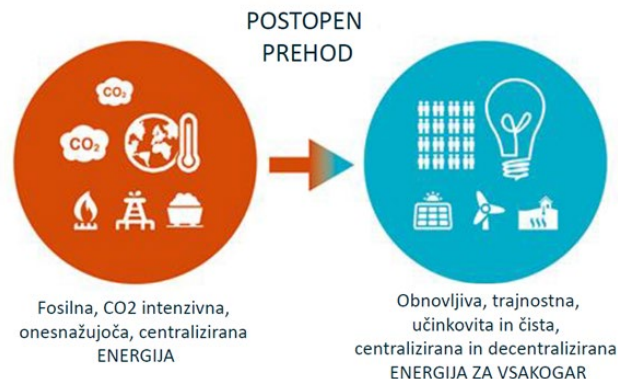 POSTOPEN
PREHOD
CO₂
CO₂
Fosilna, CO2 intenzivna,
onesnažujoča, centralizirana
ENERGIJA
Obnovljiva, trajnostna,
učinkovita in čista,
centralizirana in decentralizirana
ENERGIJA ZA VSAKOGAR